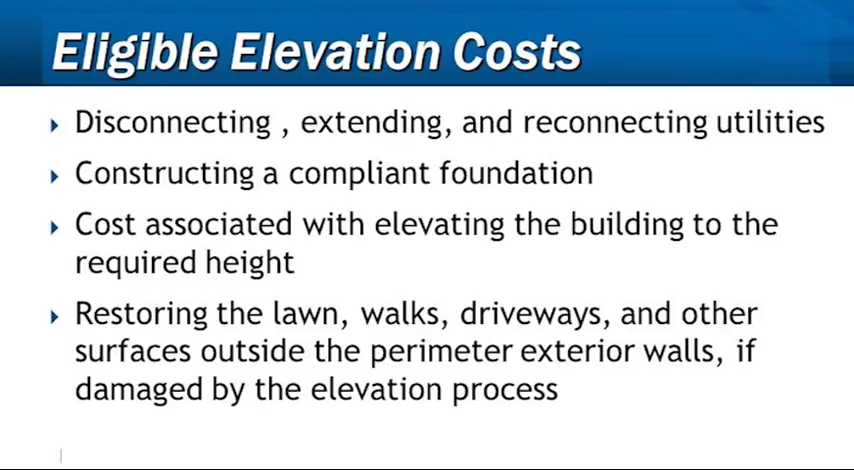 Eligible Elevation Costs
Disconnecting , extending, and reconnecting utilities
Constructing a compliant foundation
Cost associated with elevating the building to the
required height
Restoring the lawn, walks, driveways, and other
surfaces outside the perimeter exterior walls, if
damaged by the elevation process